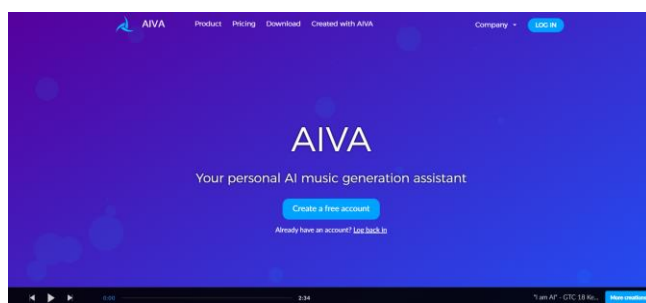 AIVA
Product Pricing Download Created with AIVA
Company
LOG IN
AIVA
Your personal AI music generation assistant
Create a free account
Already have an account? Log back in
0:00
2:34
"I am AI" - GTC 18 Ke...
More creations